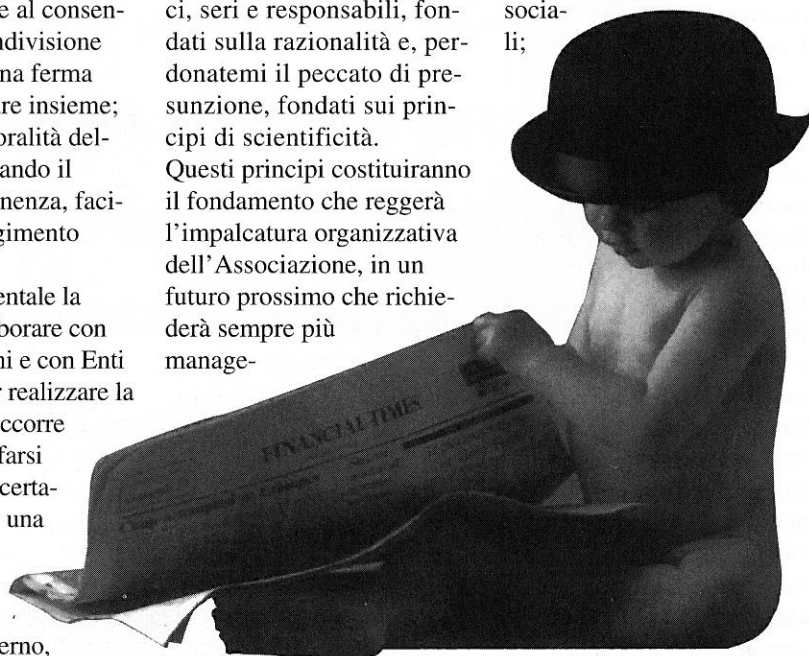 e al consen-
ndivisione
na ferma
are insieme;
oralità del-
ando il
nenza, faci-
gimento
entale la
borare con
ni e con Enti
r realizzare la
ccorre
farsi
certa-
una
erno,
ci, seri e responsabili, fon-
dati sulla razionalità e, per-
donatemi il peccato di pre-
sunzione, fondati sui prin-
cipi di scientificità.
Questi principi costituiranno
il fondamento che reggerà
l'impalcatura organizzativa
dell'Associazione, in un
futuro prossimo che richie-
derà sempre più
manage-
socia-
li;
FINANCIAL TIMES